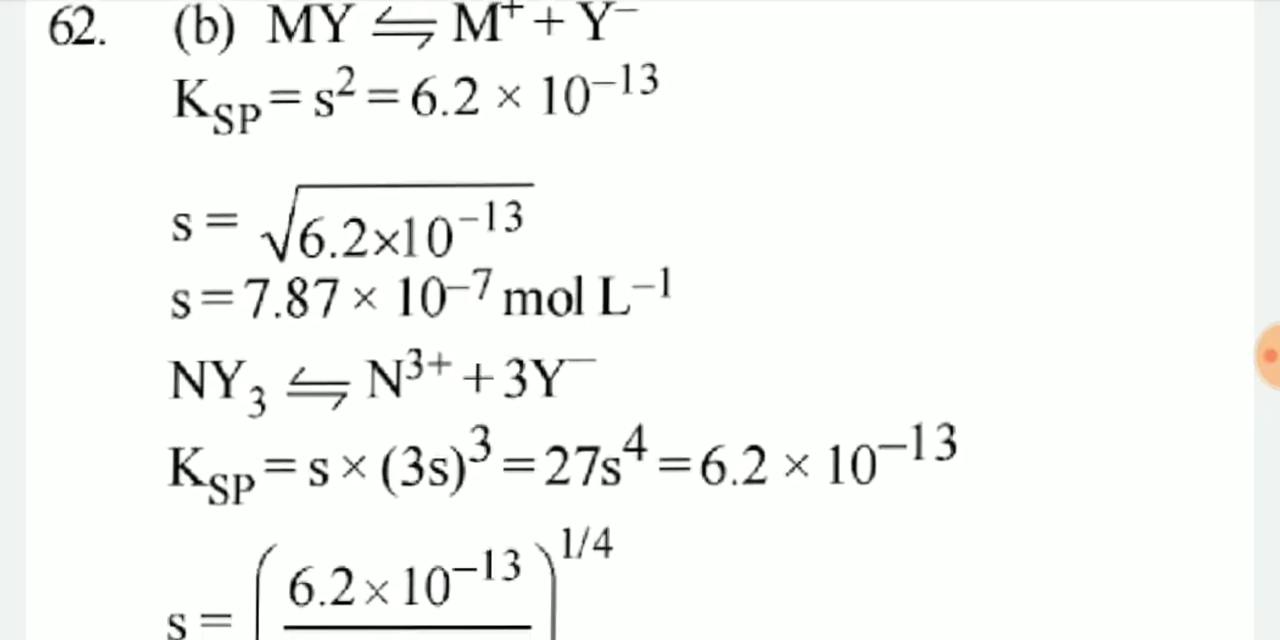 62. (b) MY ⇋ M⁺ + Y⁻
K_SP = s² = 6.2 × 10⁻¹³
s = √6.2×10⁻¹³
s = 7.87 × 10⁻⁷ mol L⁻¹
NY₃ ⇋ N³⁺ + 3Y⁻
K_SP = s × (3s)³ = 27s⁴ = 6.2 × 10⁻¹³
s = (6.2 × 10⁻¹³)^1/4